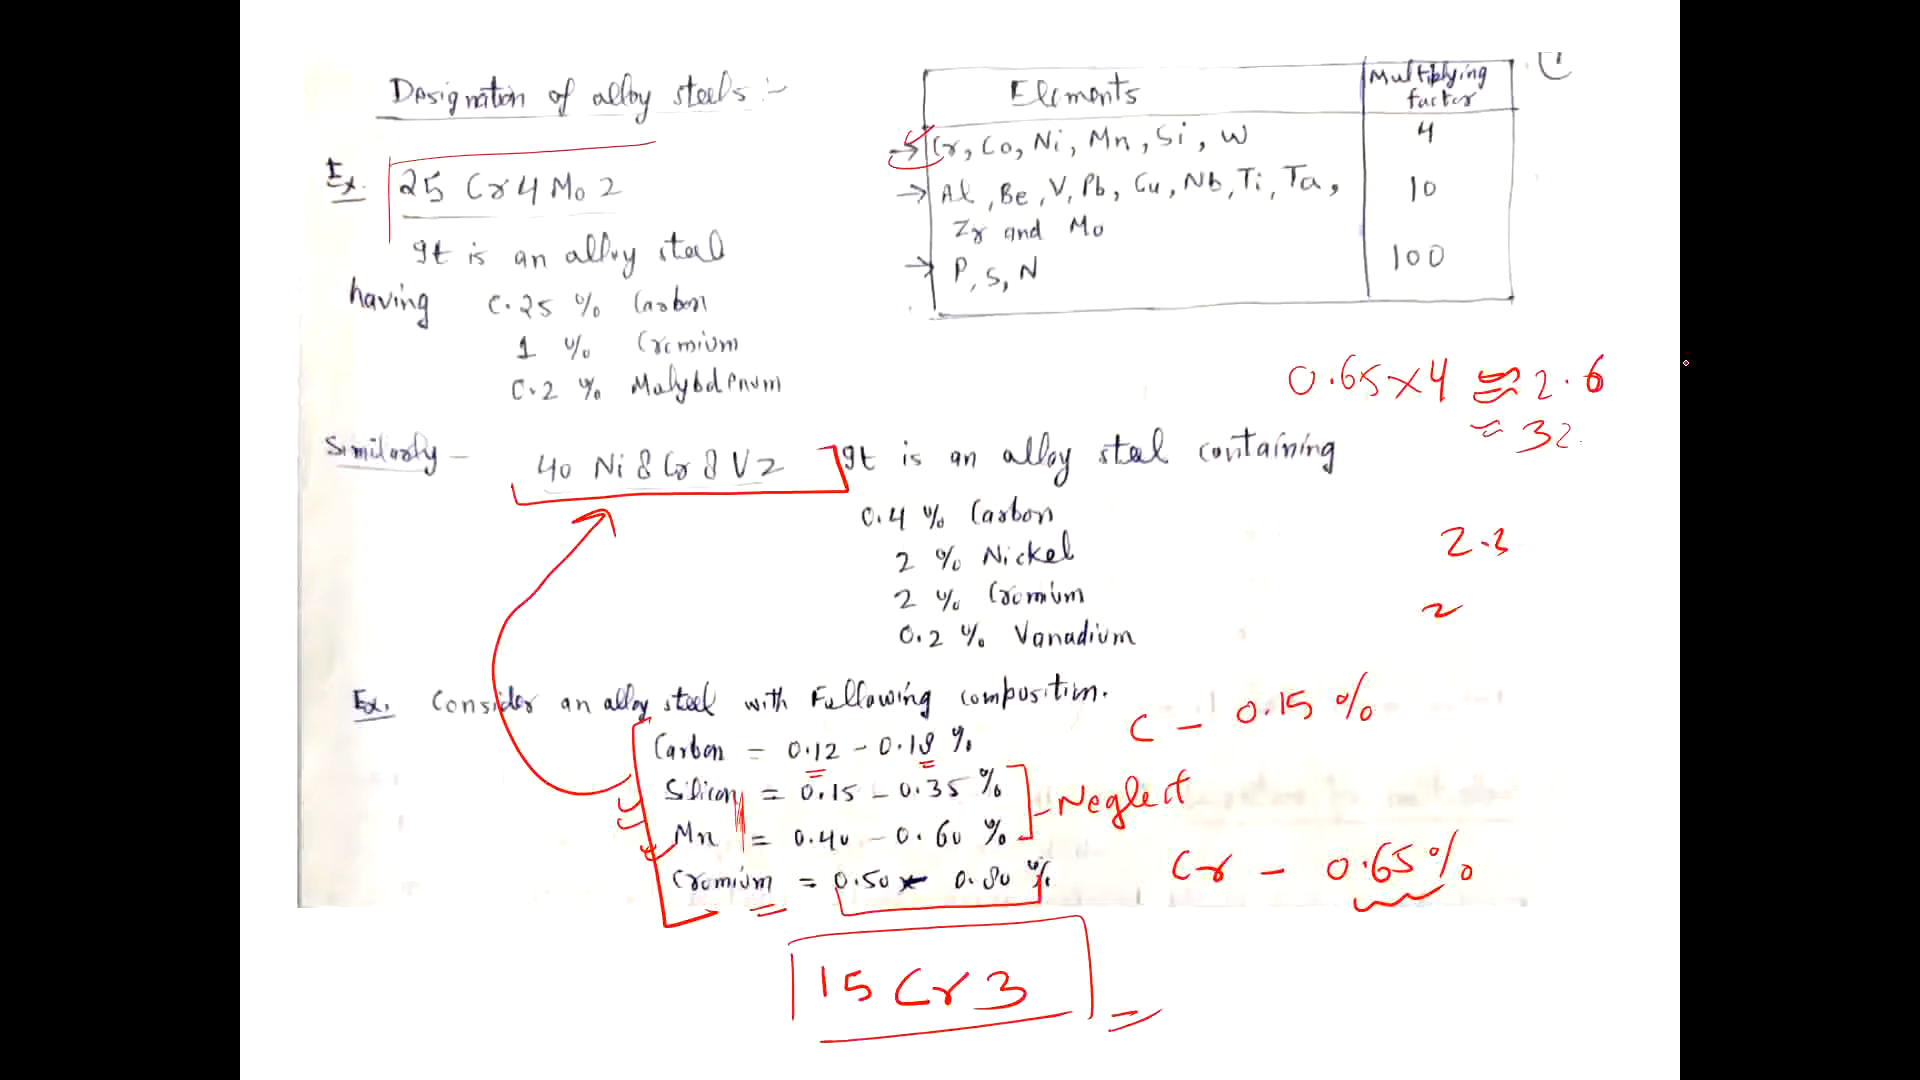 Designation of alloy steels :-
Elements
Multiplying
factor
Cr, Co, Ni, Mn, Si, W
4
Al, Be, V, Pb, Cu, Nb, Ti, Ta,
Zr and Mo
10
P, S, N
100
Ex. 25 Cr 4 Mo 2
It is an alloy steel
having 0.25 % Carbon
1 % Cromium
0.2 % Malybdenum
0.65 x 4 ≈ 2.6
≈ 3
Similarly - 40 Ni 8 Cr 8 V 2 It is an alloy steel containing
0.4 % Carbon
2 % Nickel
2 % Cromium
0.2 % Vanadium
2.3
2
Ex. Consider an alloy steel with Following composition.
Carbon = 0.12 - 0.18 %
Silicon = 0.15 - 0.35 %
Mn = 0.40 - 0.60 %
Cromium = 0.50 - 0.80 %
C - 0.15 %
- Neglect
Cr - 0.65 %
15 Cr 3